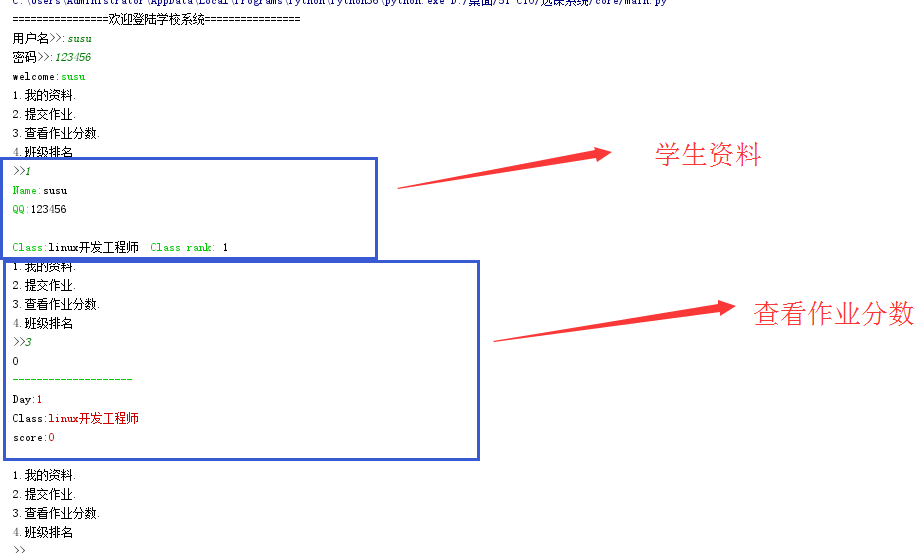 C:\Users\Administrator\AppData\Local\Programs\Python\Python36\python.exe D:/桌面/51 CTO/选课系统/core/main.py
================欢迎登陆学校系统================
用户名>>:susu
密码>>:123456
welcome:susu
1.我的资料.
2.提交作业.
3.查看作业分数.
4.班级排名
>>1
Name:susu
QQ:123456
Class:linux开发工程师 Class rank: 1
学生资料
1.我的资料.
2.提交作业.
3.查看作业分数.
4.班级排名
>>3
0
--------------------
Day:1
Class:linux开发工程师
score:0
查看作业分数
1.我的资料.
2.提交作业.
3.查看作业分数.
4.班级排名
>>